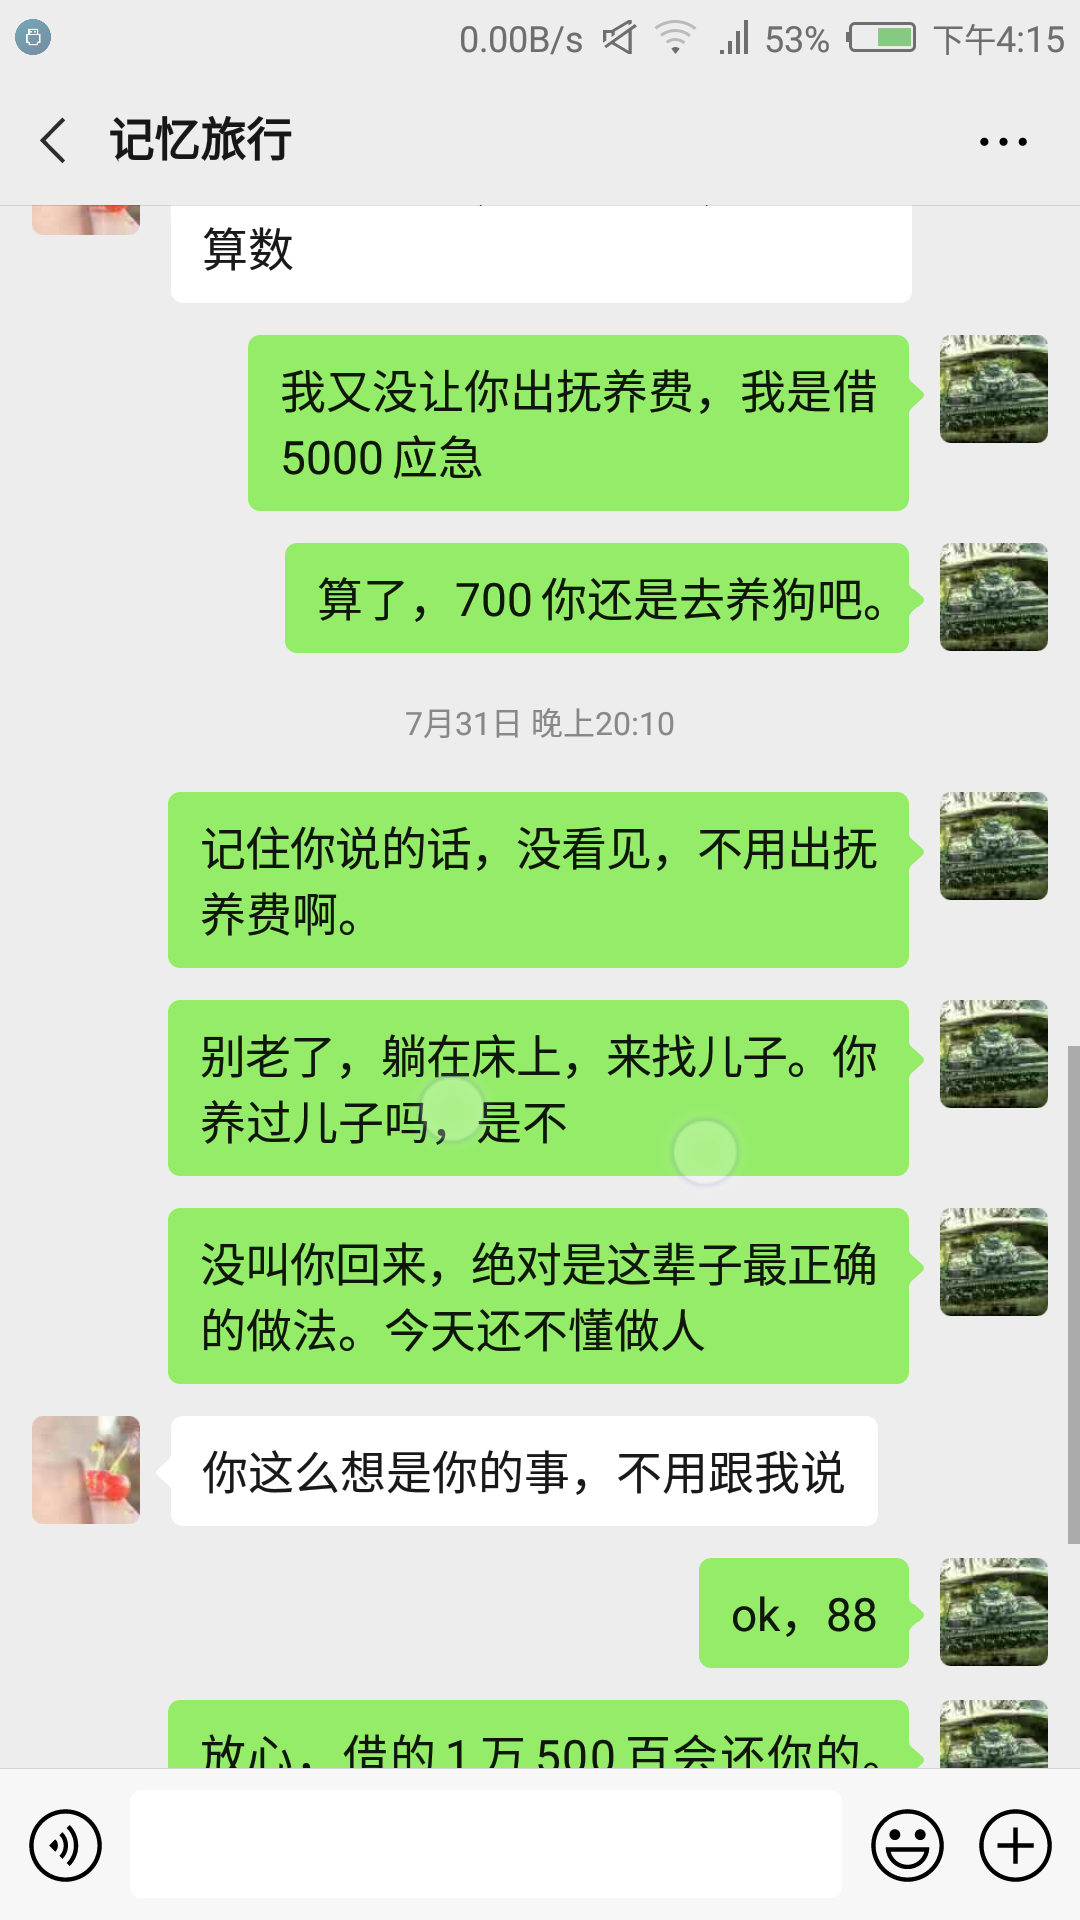 0.00B/s 53% 下午4:15
记忆旅行
算数
我又没让你出抚养费，我是借
5000应急
算了，700你还是去养狗吧。
7月31日 晚上20:10
记住你说的话，没看见，不用出抚
养费啊。
别老了，躺在床上，来找儿子。你
养过儿子吗，是不
没叫你回来，绝对是这辈子最正确
的做法。今天还不懂做人
你这么想是你的事，不用跟我说
ok，88
放心，借的1万500百会还你的。